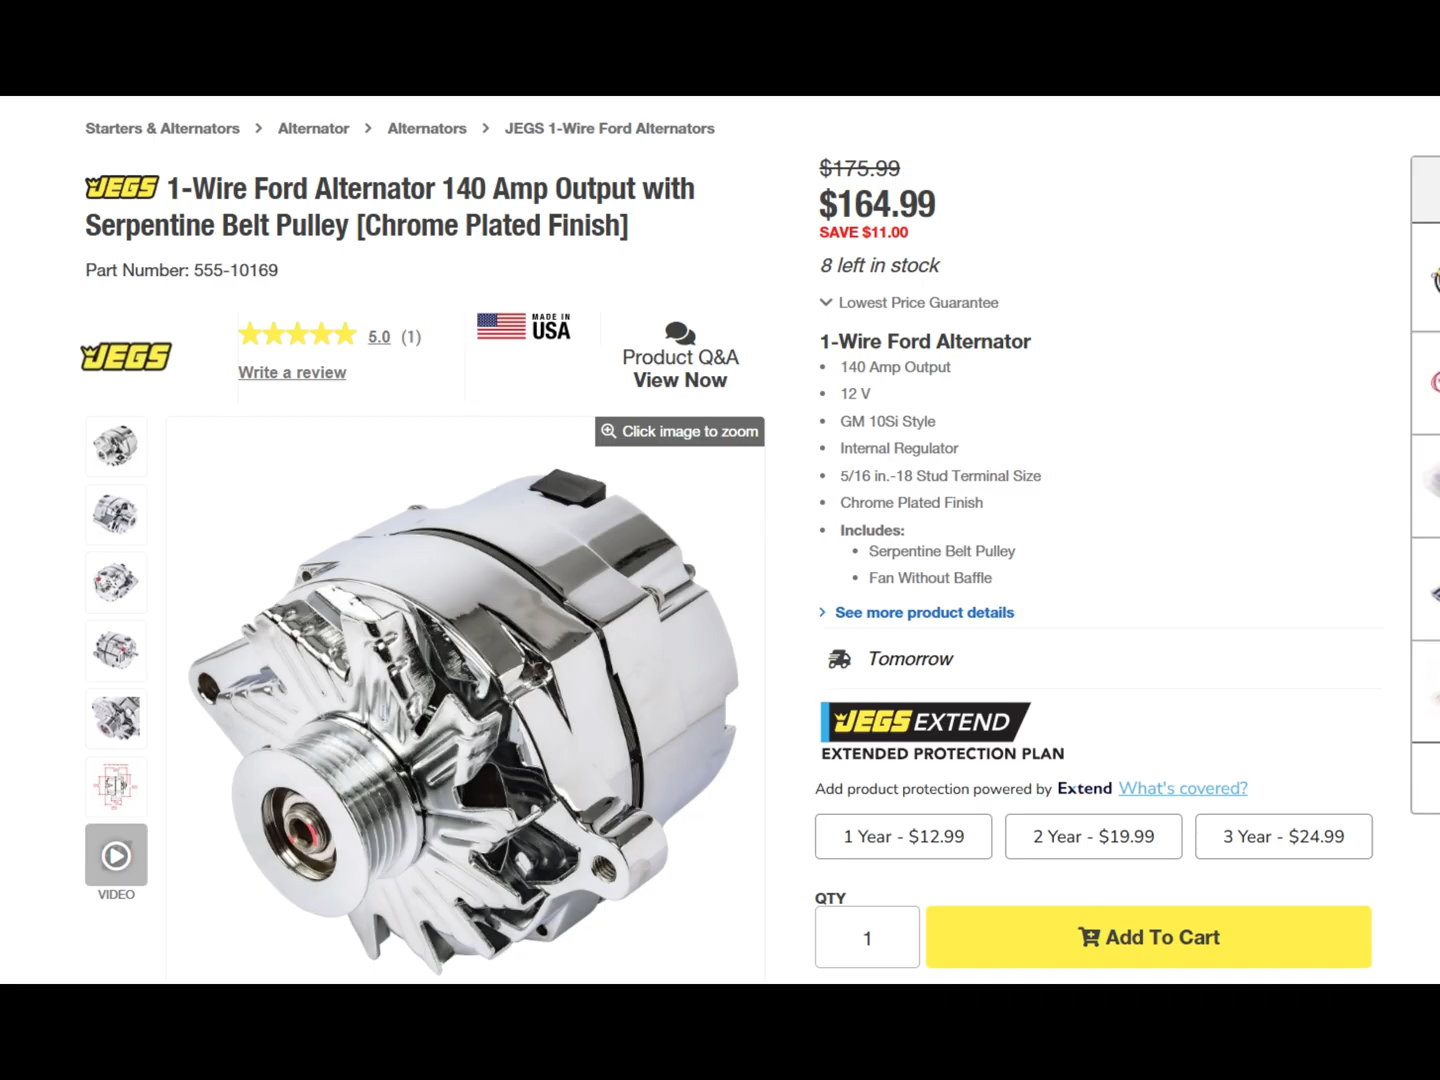 Starters & Alternators > Alternator > Alternators > JEGS 1-Wire Ford Alternators
JEGS 1-Wire Ford Alternator 140 Amp Output with
Serpentine Belt Pulley [Chrome Plated Finish]
Part Number: 555-10169
JEGS
5.0 (1)
Write a review
MADE IN
USA
Product Q&A
View Now
Click image to zoom
VIDEO
$175.99
$164.99
SAVE $11.00
8 left in stock
Lowest Price Guarantee
1-Wire Ford Alternator
• 140 Amp Output
• 12 V
• GM 10Si Style
• Internal Regulator
• 5/16 in.-18 Stud Terminal Size
• Chrome Plated Finish
• Includes:
• Serpentine Belt Pulley
• Fan Without Baffle
> See more product details
Tomorrow
JEGS EXTEND
EXTENDED PROTECTION PLAN
Add product protection powered by Extend What's covered?
1 Year - $12.99
2 Year - $19.99
3 Year - $24.99
QTY
1
Add To Cart